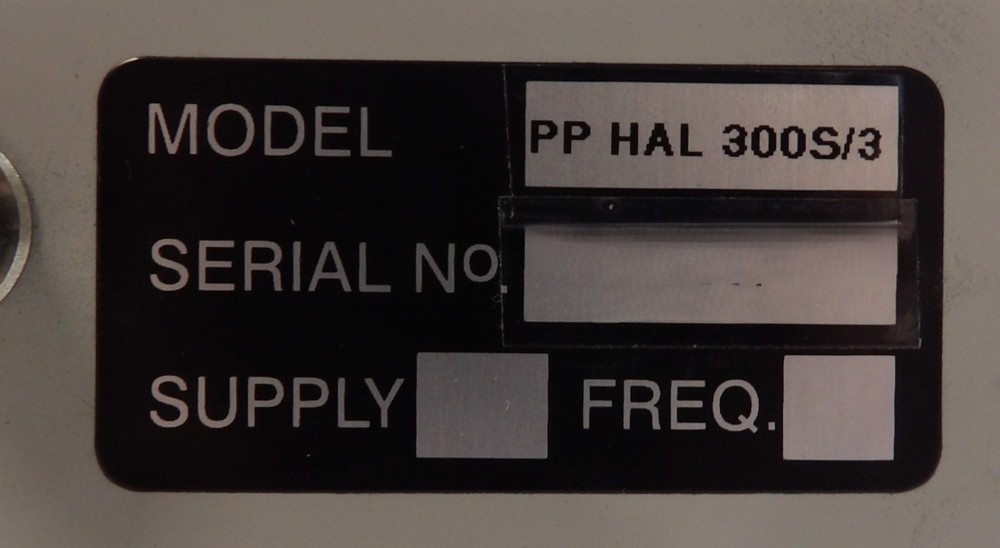 MODEL PP HAL 300S/3
SERIAL Nº.
SUPPLY FREQ.